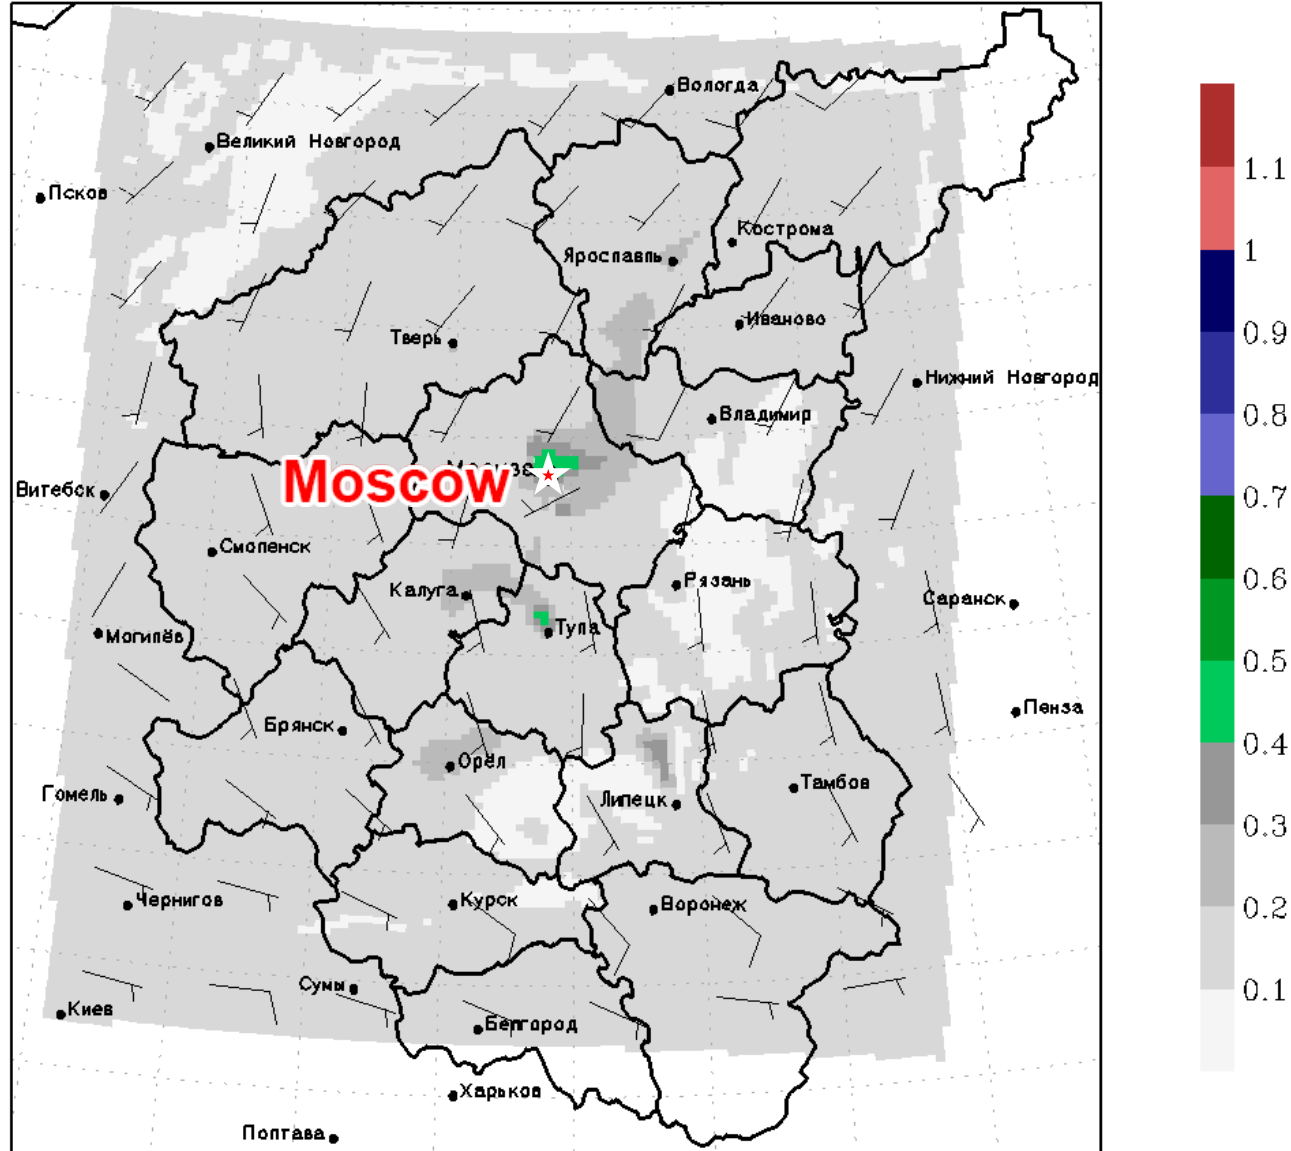 Вологда
Великий Новгород
Псков
Кострома
Ярославль
Иваново
Тверь
Нижний Новгород
Владимир
Moscow
Витебск
Смоленск
Калуга
Рязань
Саранск
Могилёв
Тула
Пенза
Брянск
Орёл
Гомель
Липецк
Тамбов
Чернигов
Курск
Воронеж
Сумы
Киев
Белгород
Харьков
Полтава
1.1
1
0.9
0.8
0.7
0.6
0.5
0.4
0.3
0.2
0.1